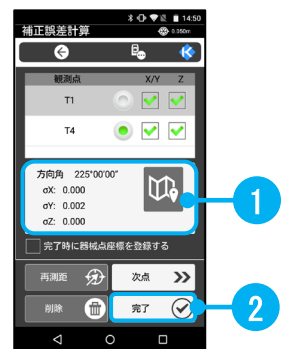 14:50
補正誤差計算
0.050m
観測点 X/Y Z
T1
T4
方向角 225°00'00"
σX: 0.000
σY: 0.002
σZ: 0.000
完了時に器械点座標を登録する
再測距 次点
削除 完了
1
2